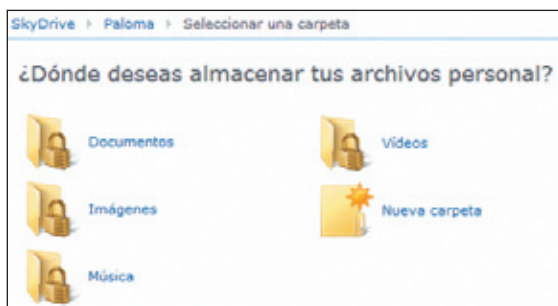 SkyDrive ▸ Paloma ▸ Seleccionar una carpeta
¿Dónde deseas almacenar tus archivos personal?
Documentos
Vídeos
Imágenes
Nueva carpeta
Música